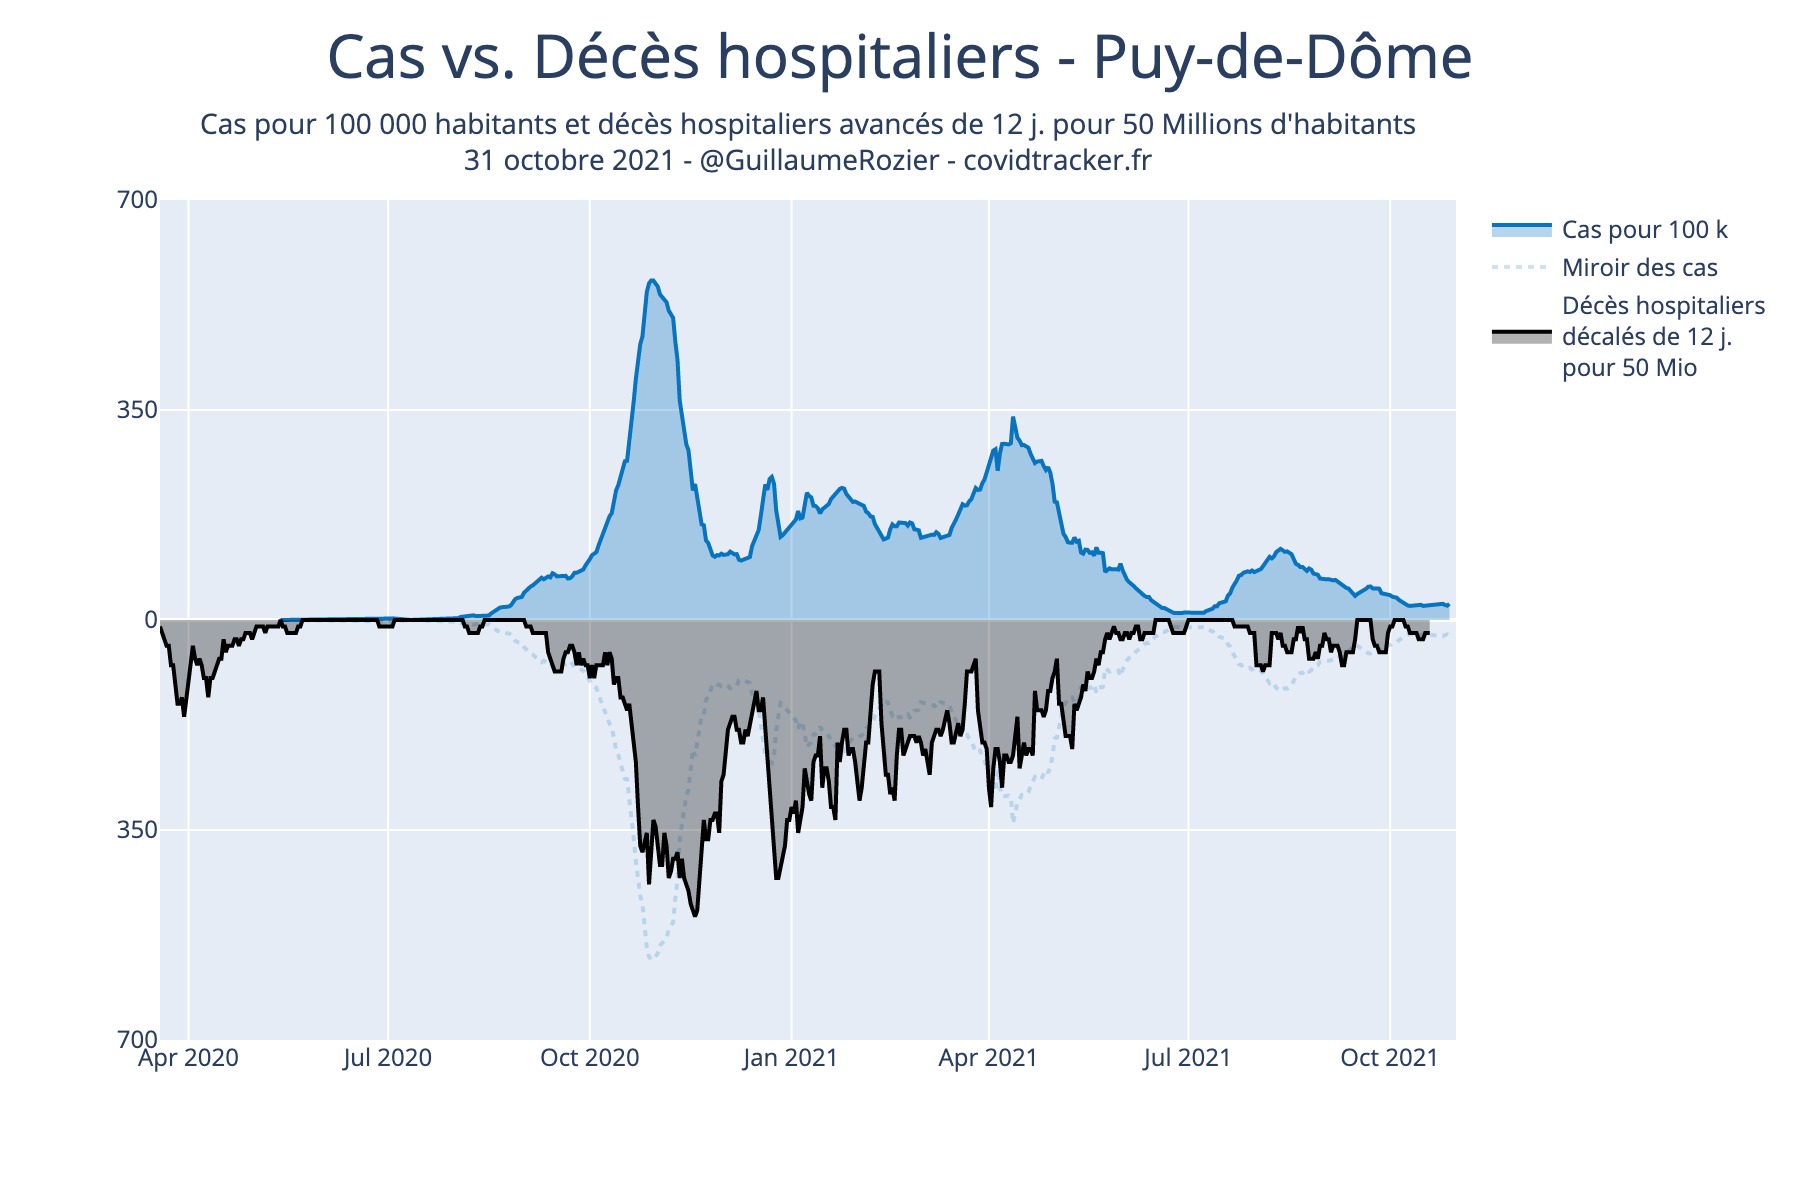 Cas vs. Décès hospitaliers - Puy-de-Dôme
Cas pour 100 000 habitants et décès hospitaliers avancés de 12 j. pour 50 Millions d'habitants
31 octobre 2021 - @GuillaumeRozier - covidtracker.fr
700
350
0
350
700
Apr 2020
Jul 2020
Oct 2020
Jan 2021
Apr 2021
Jul 2021
Oct 2021
Cas pour 100 k
Miroir des cas
Décès hospitaliers
décalés de 12 j.
pour 50 Mio